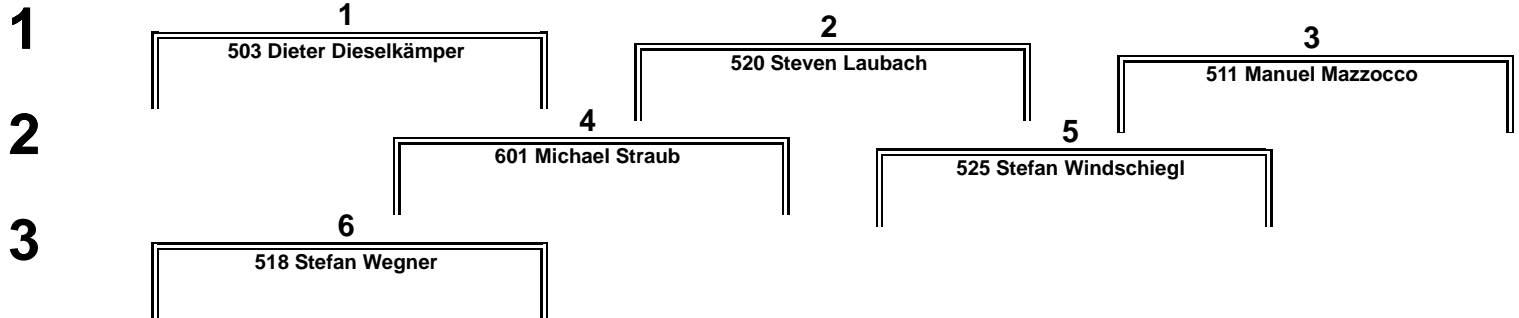 1
1
503 Dieter Dieselkämper
2
520 Steven Laubach
3
511 Manuel Mazzocco
2
4
601 Michael Straub
5
525 Stefan Windschiegl
3
6
518 Stefan Wegner